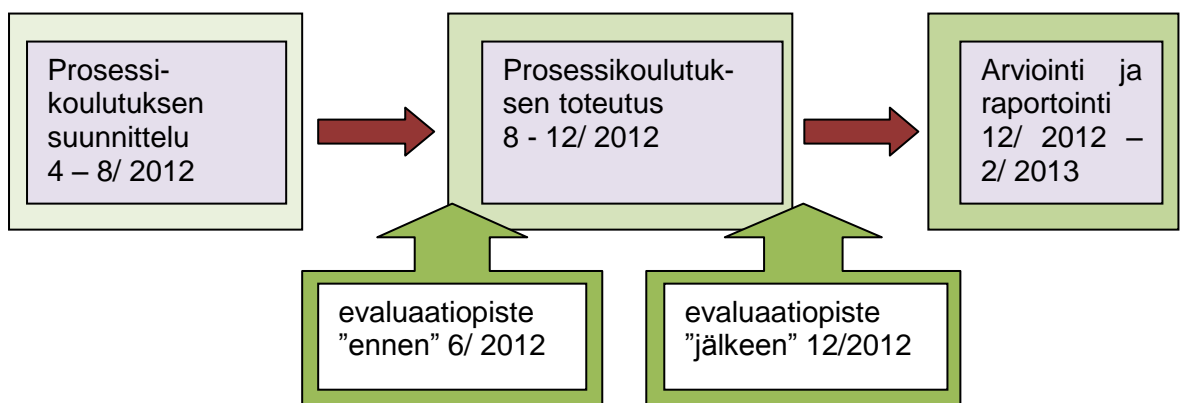 Prosessi-
koulutuksen
suunnittelu
4 – 8/ 2012
Prosessikoulutuk-
sen toteutus
8 - 12/ 2012
Arviointi ja
raportointi
12/ 2012 –
2/ 2013
evaluaatiopiste
”ennen” 6/ 2012
evaluaatiopiste
”jälkeen” 12/2012